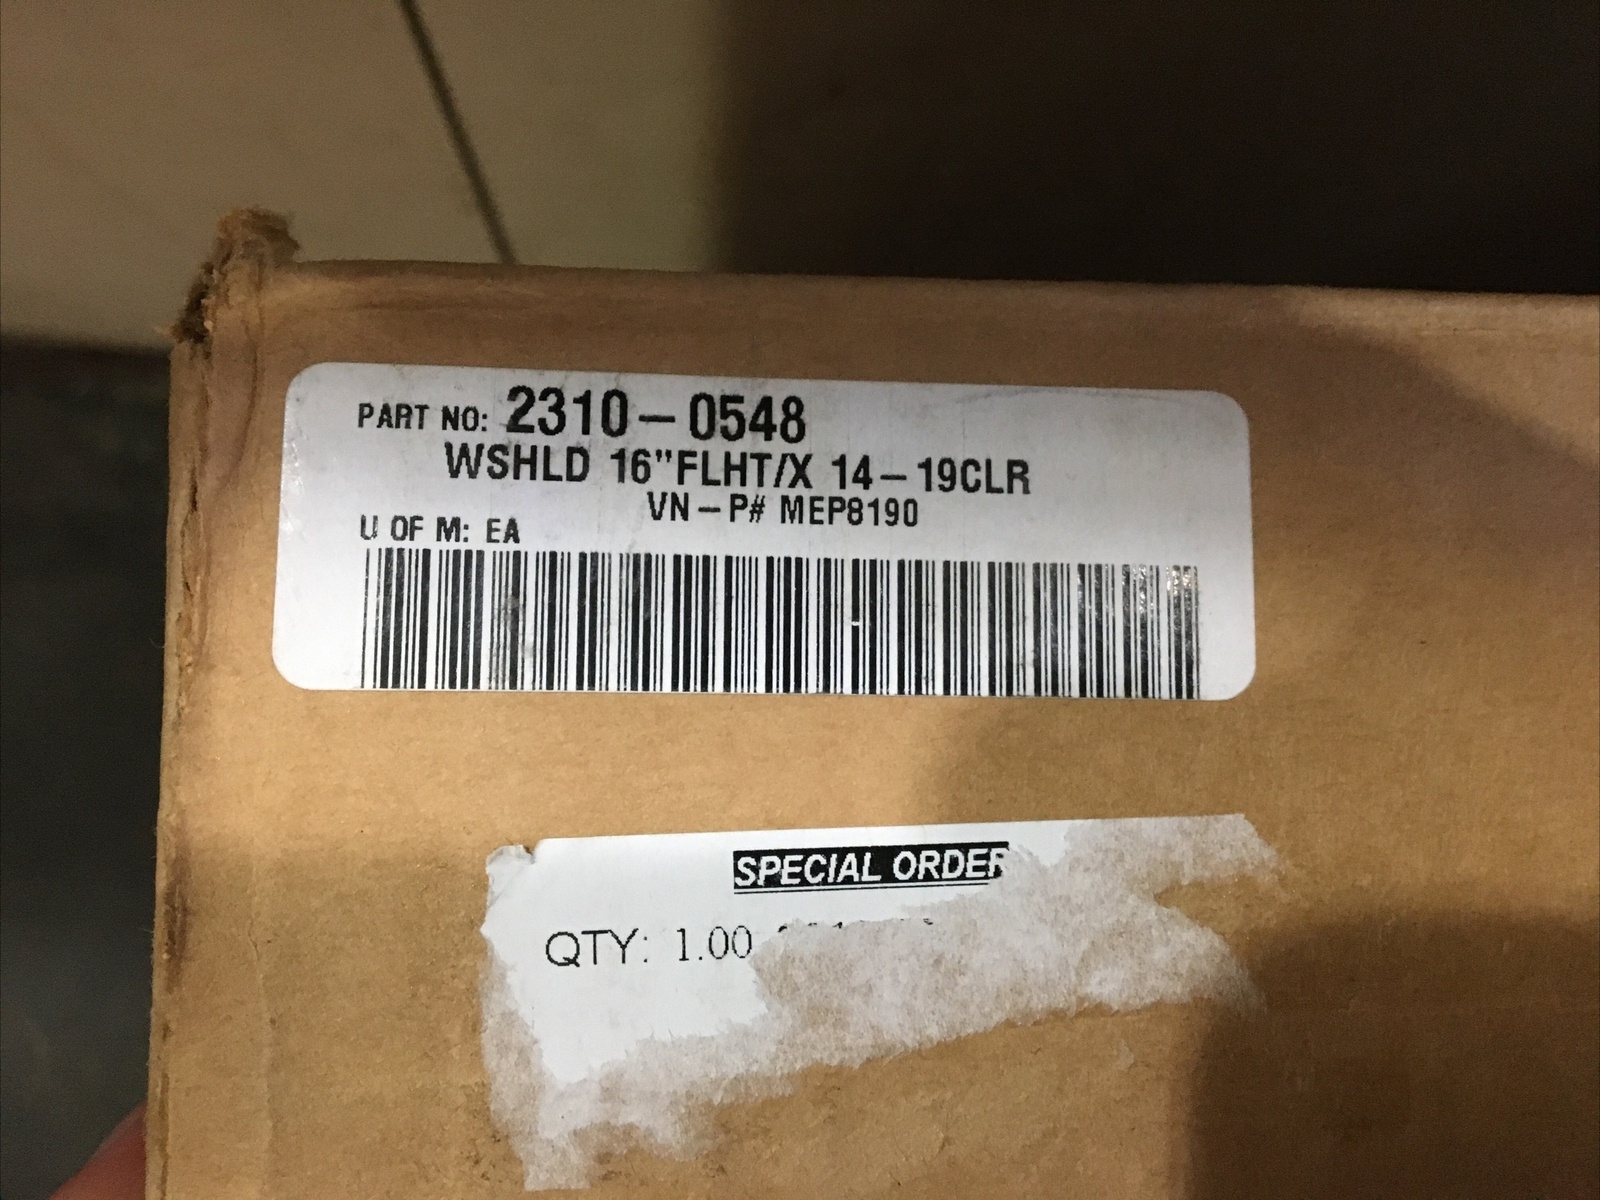 PART NO: 2310-0548
WSHLD 16"FLHT/X 14-19CLR
VN-P# MEP8190
U OF M: EA
SPECIAL ORDER
QTY: 1.00